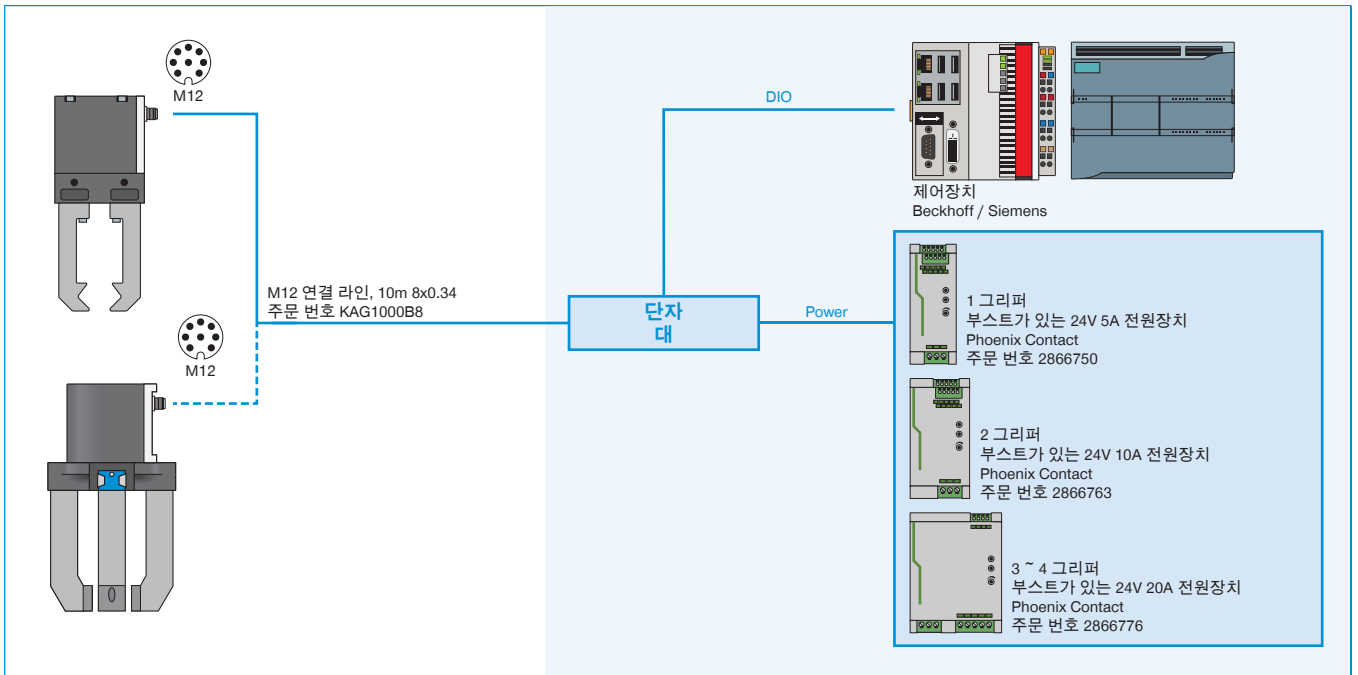 M12
DIO
제어장치
Beckhoff / Siemens
M12 연결 라인, 10m 8x0.34
주문 번호 KAG1000B8
M12
단자
대
Power
1 그리퍼
부스트가 있는 24V 5A 전원장치
Phoenix Contact
주문 번호 2866750
2 그리퍼
부스트가 있는 24V 10A 전원장치
Phoenix Contact
주문 번호 2866763
3 ~ 4 그리퍼
부스트가 있는 24V 20A 전원장치
Phoenix Contact
주문 번호 2866776